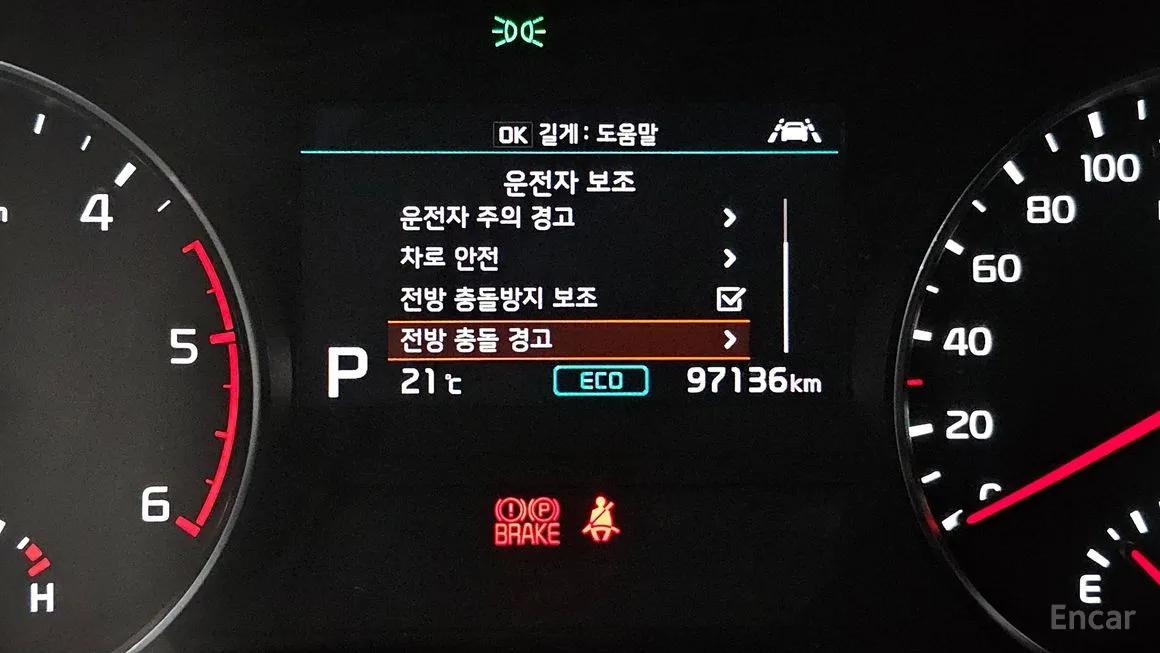 OK 길게 : 도움말
운전자 보조
운전자 주의 경고
차로 안전
전방 충돌방지 보조
전방 충돌 경고
P
21℃
ECO
97136km
4
5
6
H
100
80
60
40
20
0
E
(!) (P)
BRAKE
Encar